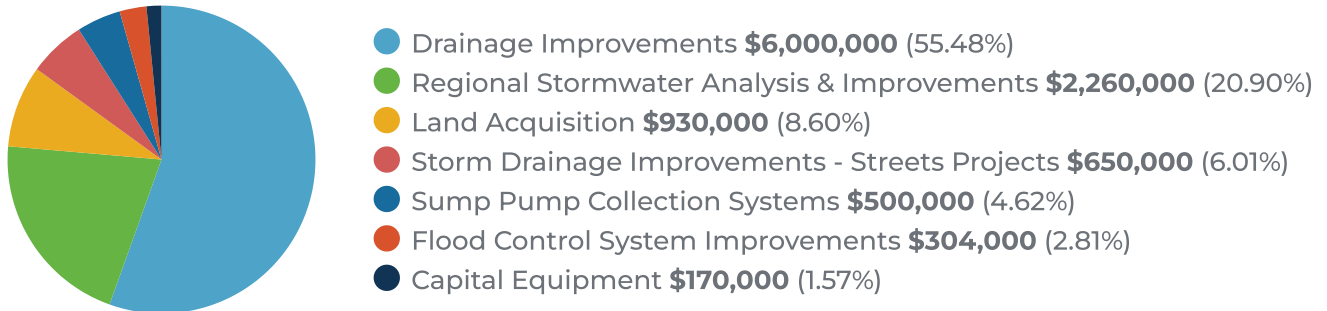 Drainage Improvements $6,000,000 (55.48%)
Regional Stormwater Analysis & Improvements $2,260,000 (20.90%)
Land Acquisition $930,000 (8.60%)
Storm Drainage Improvements - Streets Projects $650,000 (6.01%)
Sump Pump Collection Systems $500,000 (4.62%)
Flood Control System Improvements $304,000 (2.81%)
Capital Equipment $170,000 (1.57%)